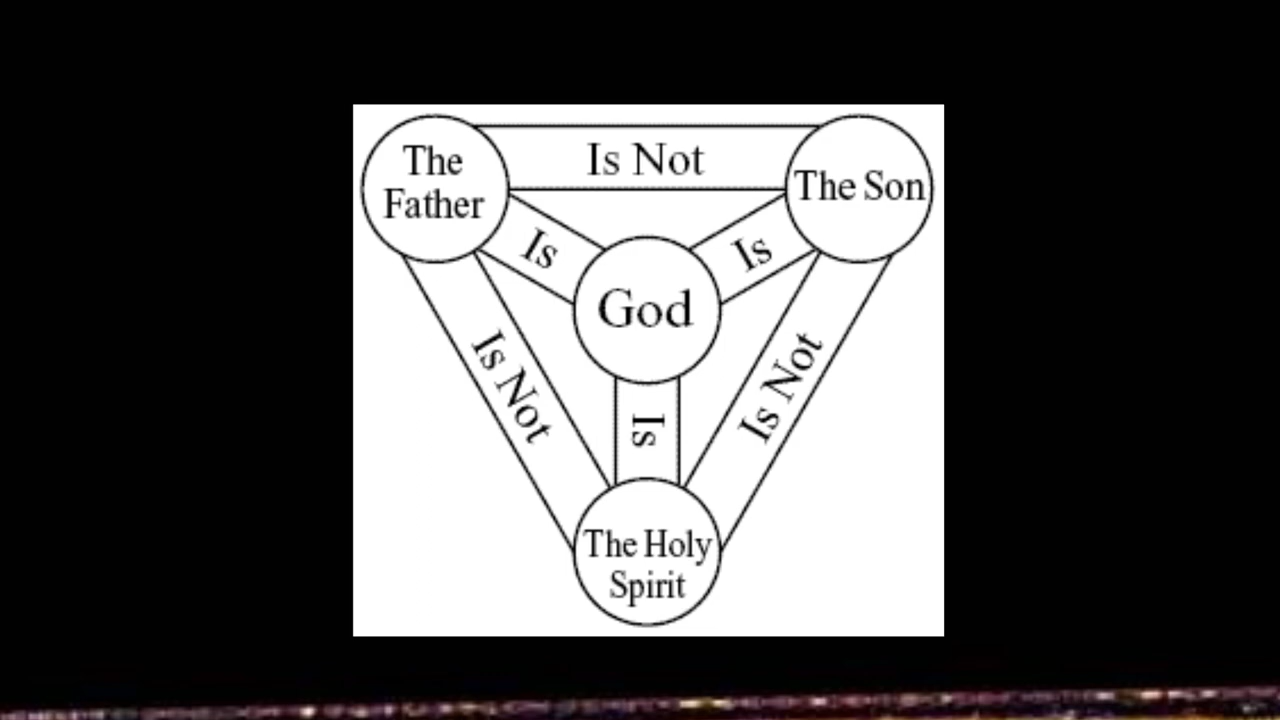 The
Father
Is Not
The Son
Is
Is
God
Is Not
Is
Is Not
The Holy
Spirit